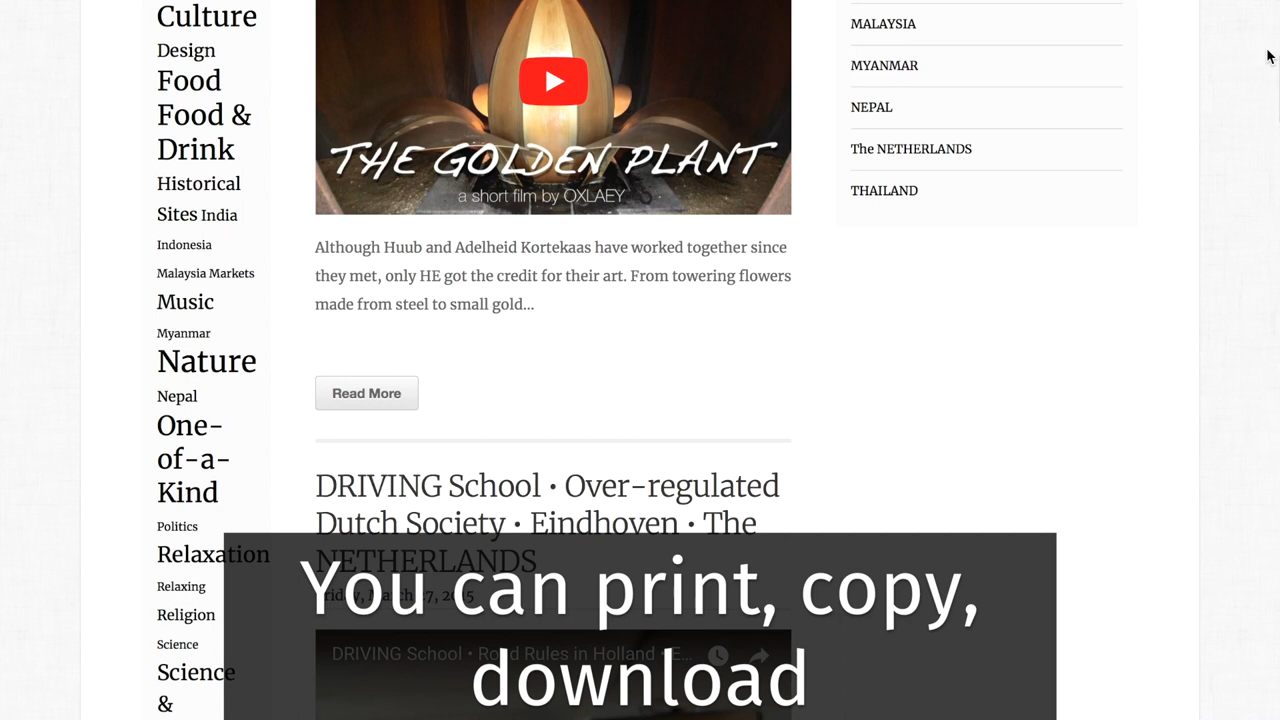 Culture
Design
Food
Food &
Drink
Historical
Sites India
Indonesia
Malaysia Markets
Music
Myanmar
Nature
Nepal
One-
of-a-
Kind
Politics
Relaxation
Relaxing
Religion
Science
Science
&
THE GOLDEN PLANT
a short film by OXLAEY
Although Huub and Adelheid Kortekaas have worked together since
they met, only HE got the credit for their art. From towering flowers
made from steel to small gold...
Read More
DRIVING School • Over-regulated
Dutch Society • Eindhoven • The
NETHERLANDS
Friday, March 27, 2015
DRIVING School • Road Rules in Holland • E...
MALAYSIA
MYANMAR
NEPAL
The NETHERLANDS
THAILAND
You can print, copy,
download